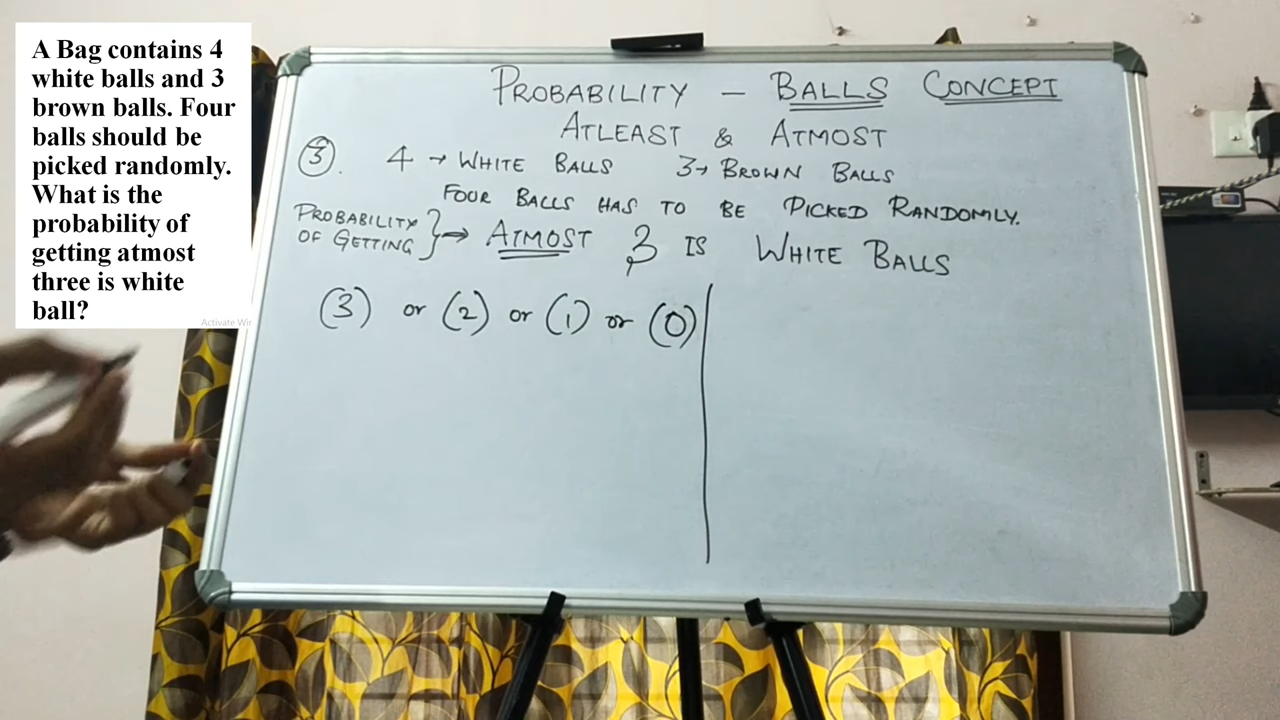 A Bag contains 4
white balls and 3
brown balls. Four
balls should be
picked randomly.
What is the
probability of
getting atmost
three is white
ball?
Activate Win
PROBABILITY - BALLS CONCEPT
ATLEAST & ATMOST
3. 4 → WHITE BALLS 3→ BROWN BALLS
FOUR BALLS HAS TO BE PICKED RANDOMLY.
PROBABILITY
OF GETTING } → ATMOST 3 IS WHITE BALLS
(3) or (2) or (1) or (0)